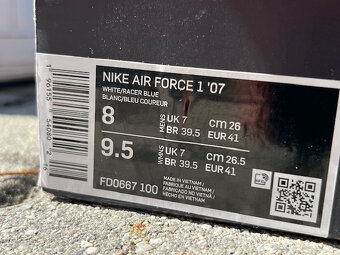 NIKE AIR FORCE 1 '07
WHITE/RACER BLUE
BLANC/BLEU COUREUR
8 MENS UK 7 cm 26
BR 39.5 EUR 41
9.5 WMNS UK 7 cm 26.5
BR 39.5 EUR 41
FD0667 100
MADE IN VIETNAM /
FABRIQUÉ AU VIETNAM /
FABRICADO NO VIETNÃ /
HECHO EN VIETNAM